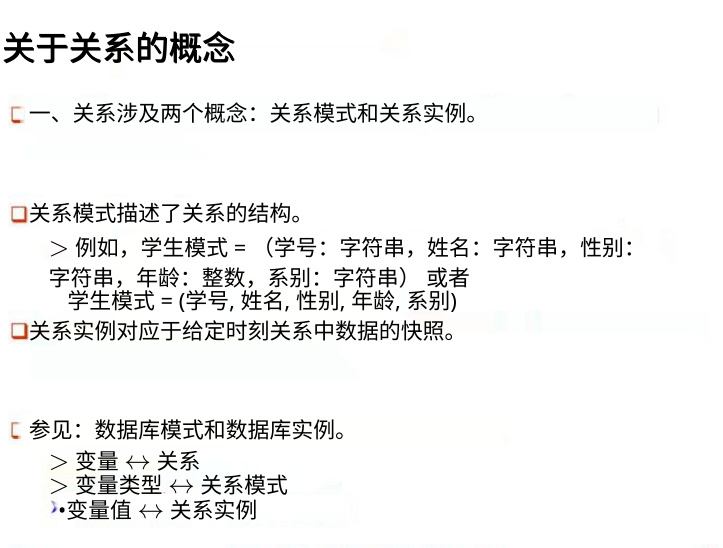 关于关系的概念
一、关系涉及两个概念：关系模式和关系实例。
❑关系模式描述了关系的结构。
> 例如，学生模式 = （学号：字符串，姓名：字符串，性别：
字符串，年龄：整数，系别：字符串） 或者
学生模式 = (学号, 姓名, 性别, 年龄, 系别)
❑关系实例对应于给定时刻关系中数据的快照。
参见：数据库模式和数据库实例。
> 变量 ↔ 关系
> 变量类型 ↔ 关系模式
•变量值 ↔ 关系实例